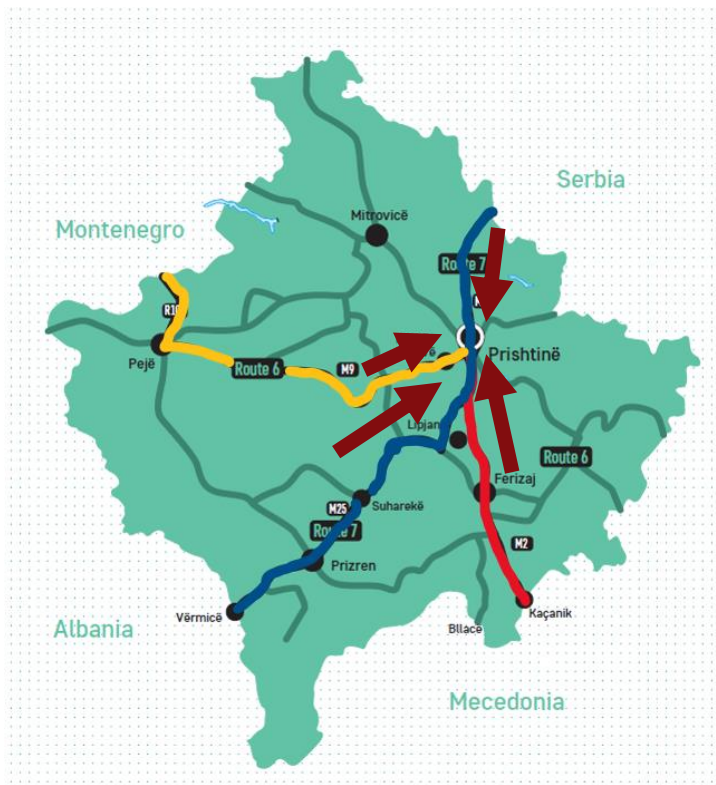 Serbia
Montenegro
Mitrovicë
Route 7
Prishtinë
Pejë
Route 6
M9
Lipjan
Route 6
Ferizaj
M25
Suharekë
Route 7
M2
Prizren
Kaçanik
Vërmicë
Bllacë
Albania
Mecedonia